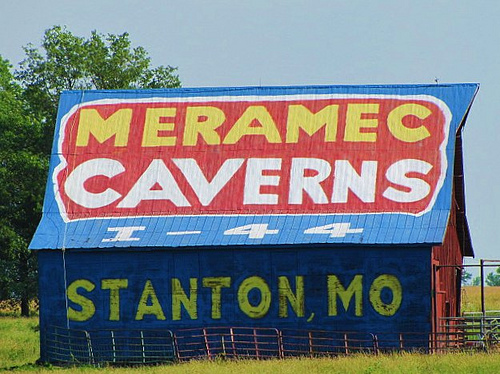 MERAMEC
CAVERNS
I-44
STANTON, MO